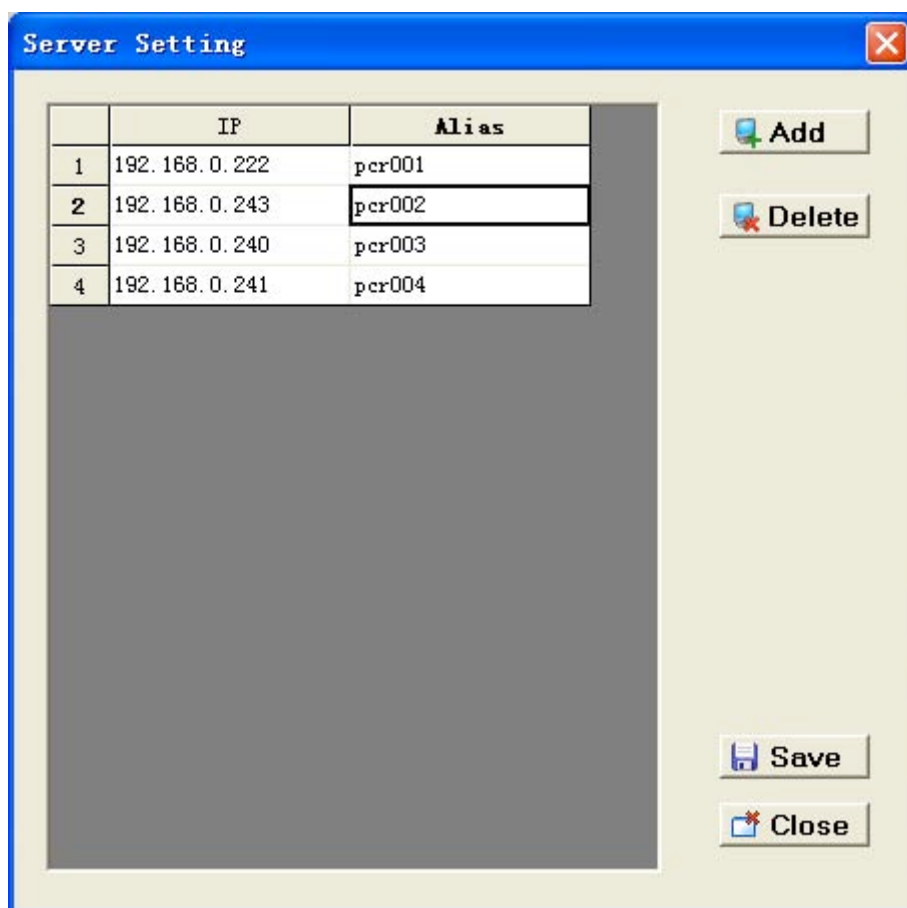 Server Setting
IP Alias
1 192.168.0.222 pcr001
2 192.168.0.243 pcr002
3 192.168.0.240 pcr003
4 192.168.0.241 pcr004
Add
Delete
Save
Close